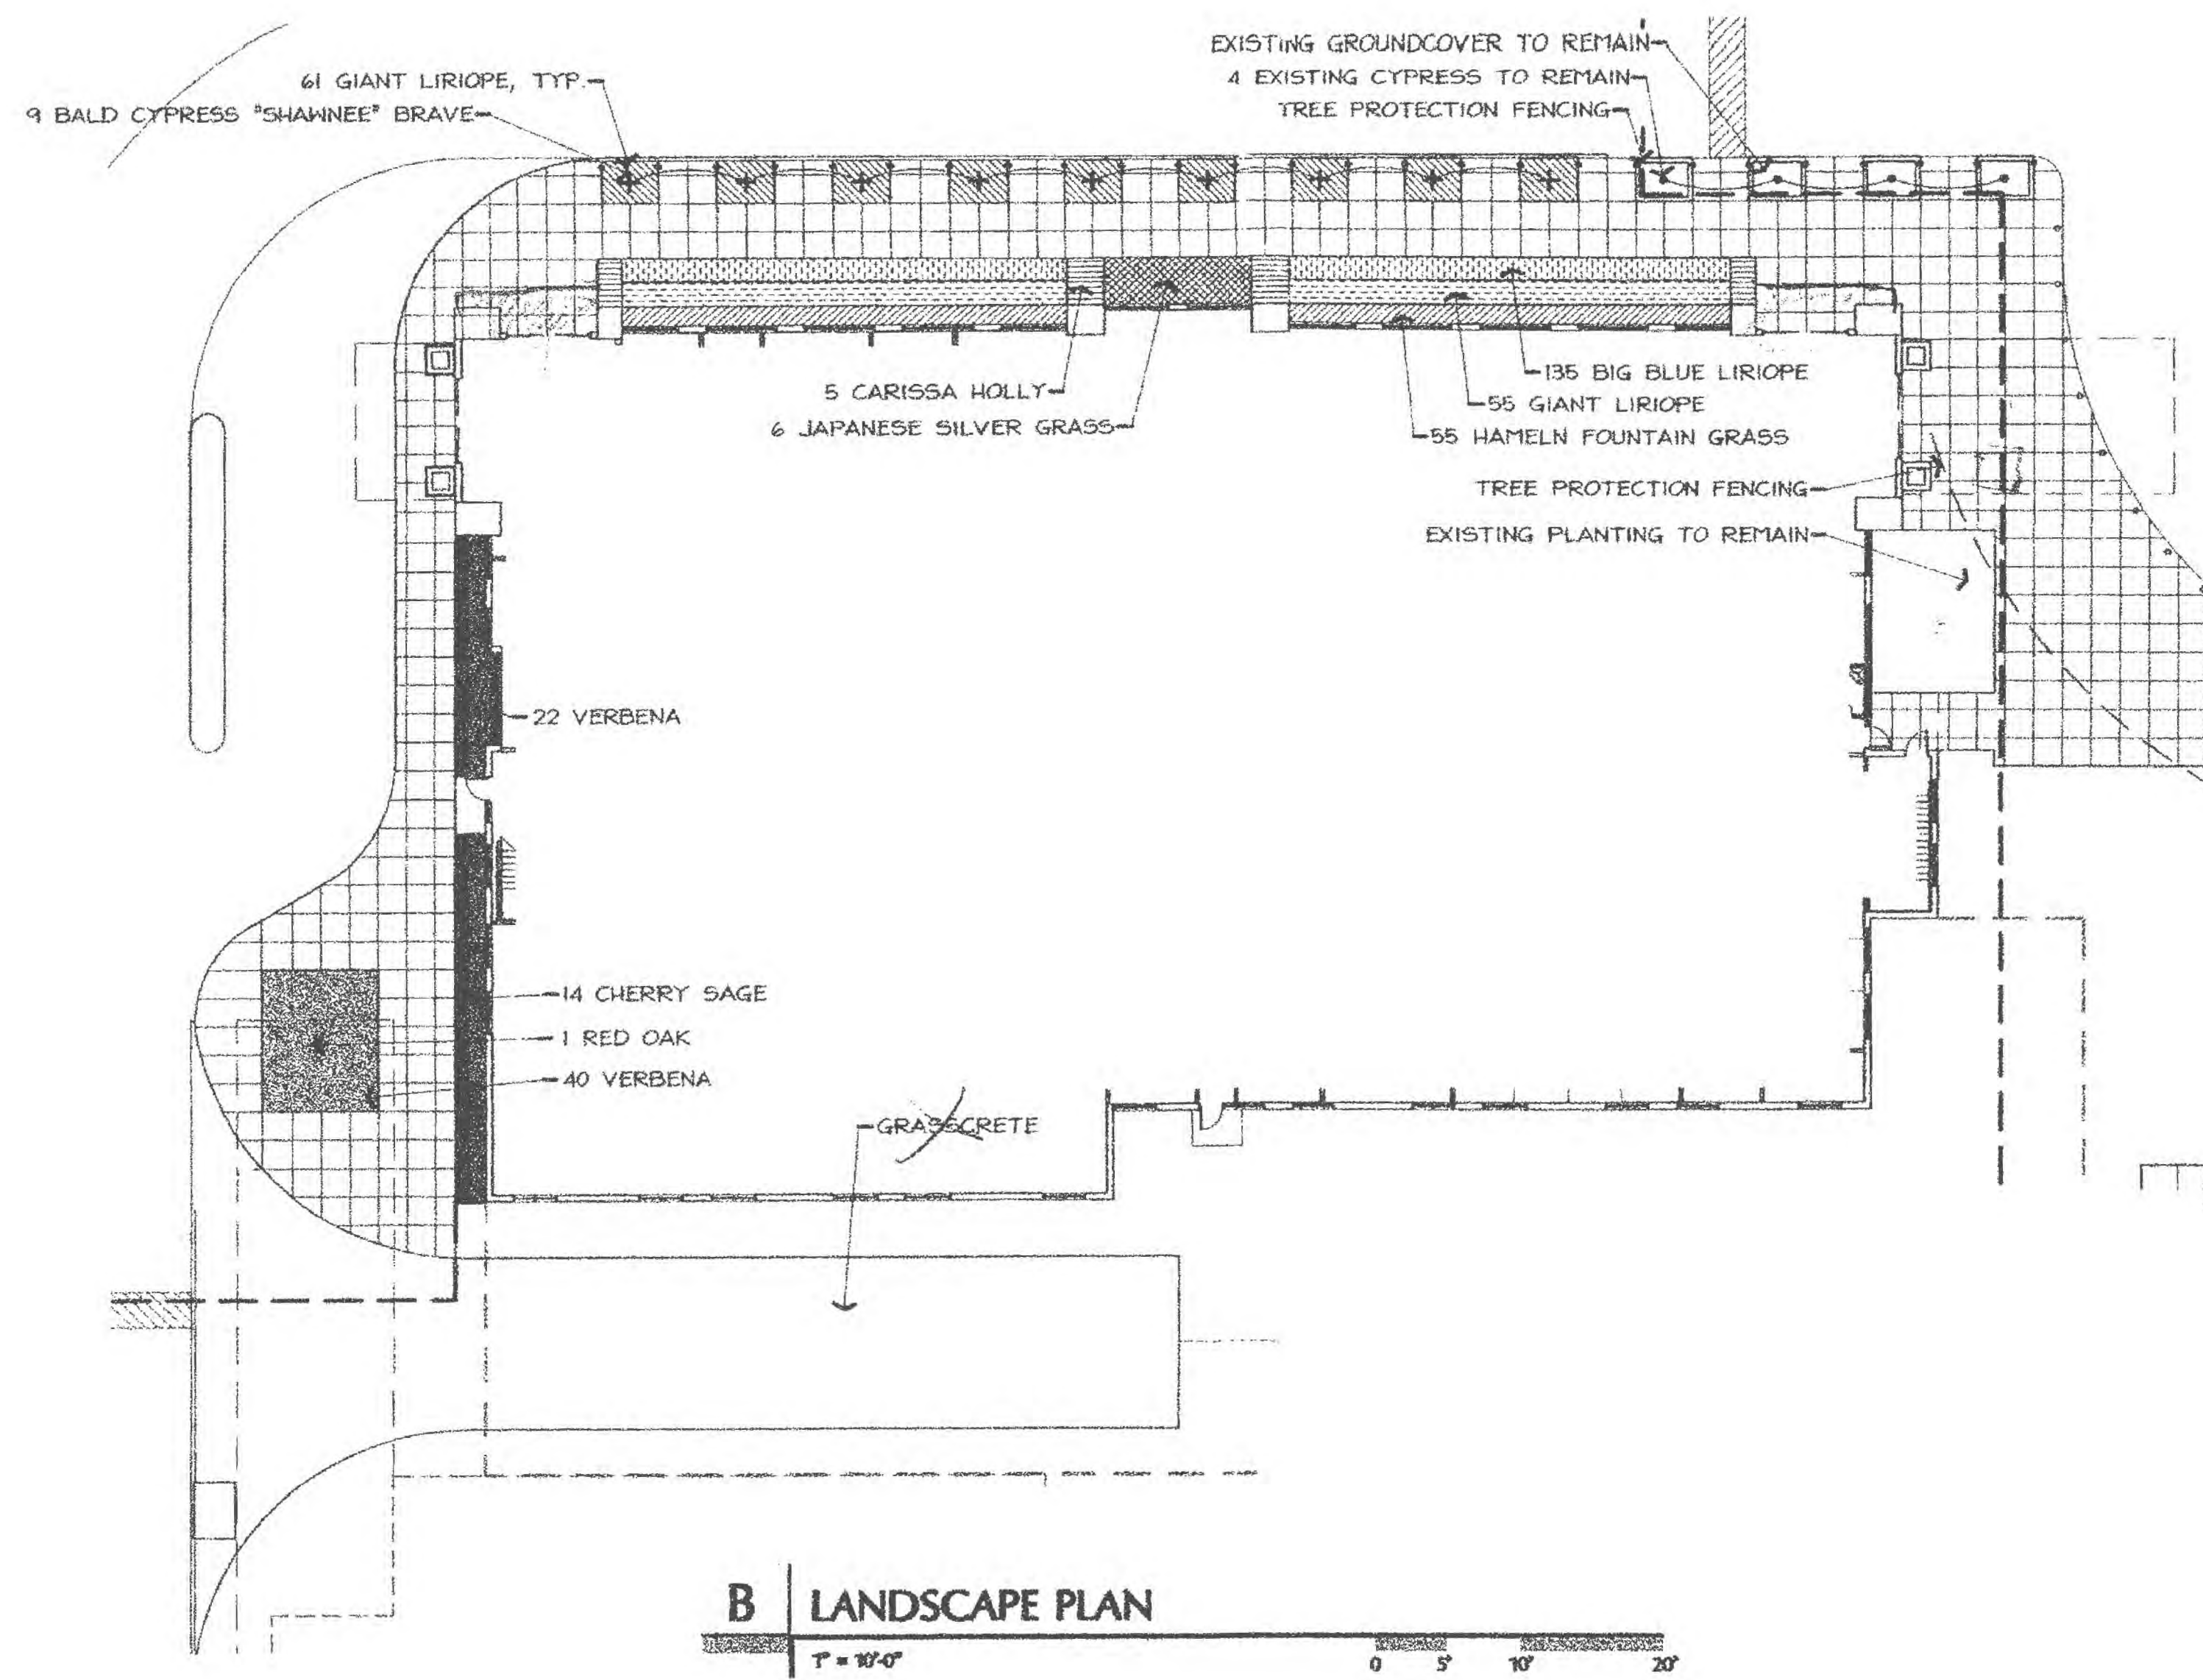 EXISTING GROUNDCOVER TO REMAIN
61 GIANT LIRIOPE, TYP.
4 EXISTING CYPRESS TO REMAIN
9 BALD CYPRESS "SHAWNEE" BRAVE
TREE PROTECTION FENCING
5 CARISSA HOLLY
6 JAPANESE SILVER GRASS
135 BIG BLUE LIRIOPE
55 GIANT LIRIOPE
55 HAMELN FOUNTAIN GRASS
TREE PROTECTION FENCING
EXISTING PLANTING TO REMAIN
22 VERBENA
14 CHERRY SAGE
1 RED OAK
40 VERBENA
GRASSCRETE
B LANDSCAPE PLAN
1" = 10'-0"
0 5' 10' 20'